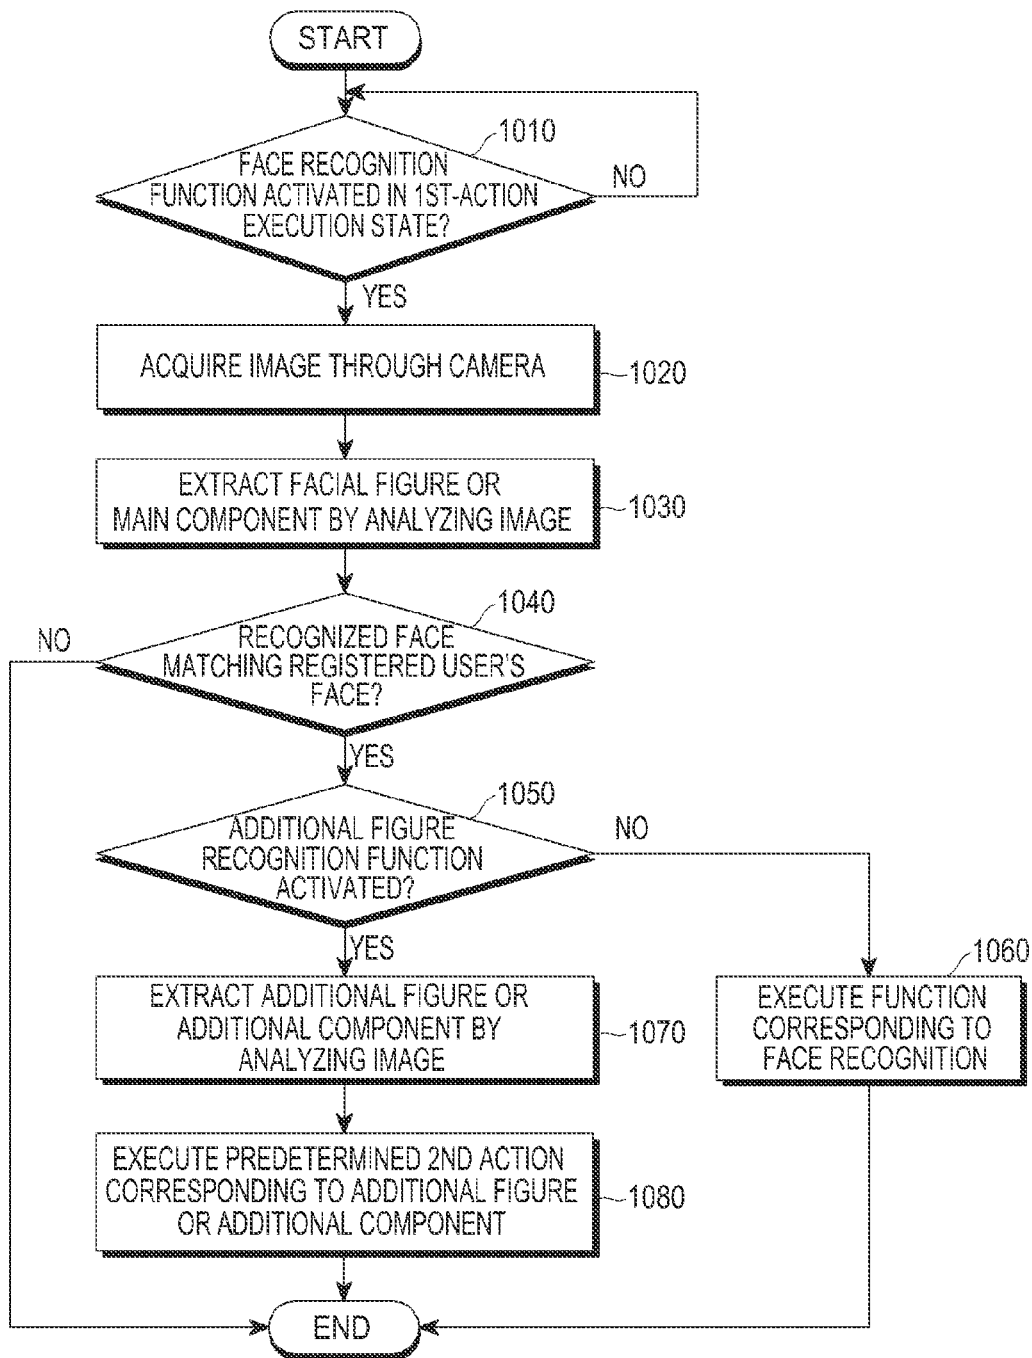 START
1010
FACE RECOGNITION
FUNCTION ACTIVATED IN 1ST-ACTION
EXECUTION STATE?
NO
YES
ACQUIRE IMAGE THROUGH CAMERA
1020
EXTRACT FACIAL FIGURE OR
MAIN COMPONENT BY ANALYZING IMAGE
1030
1040
NO
RECOGNIZED FACE
MATCHING REGISTERED USER'S
FACE?
YES
1050
ADDITIONAL FIGURE
RECOGNITION FUNCTION
ACTIVATED?
NO
YES
1060
EXTRACT ADDITIONAL FIGURE OR
ADDITIONAL COMPONENT BY
ANALYZING IMAGE
1070
EXECUTE FUNCTION
CORRESPONDING TO
FACE RECOGNITION
EXECUTE PREDETERMINED 2ND ACTION
CORRESPONDING TO ADDITIONAL FIGURE
OR ADDITIONAL COMPONENT
1080
END